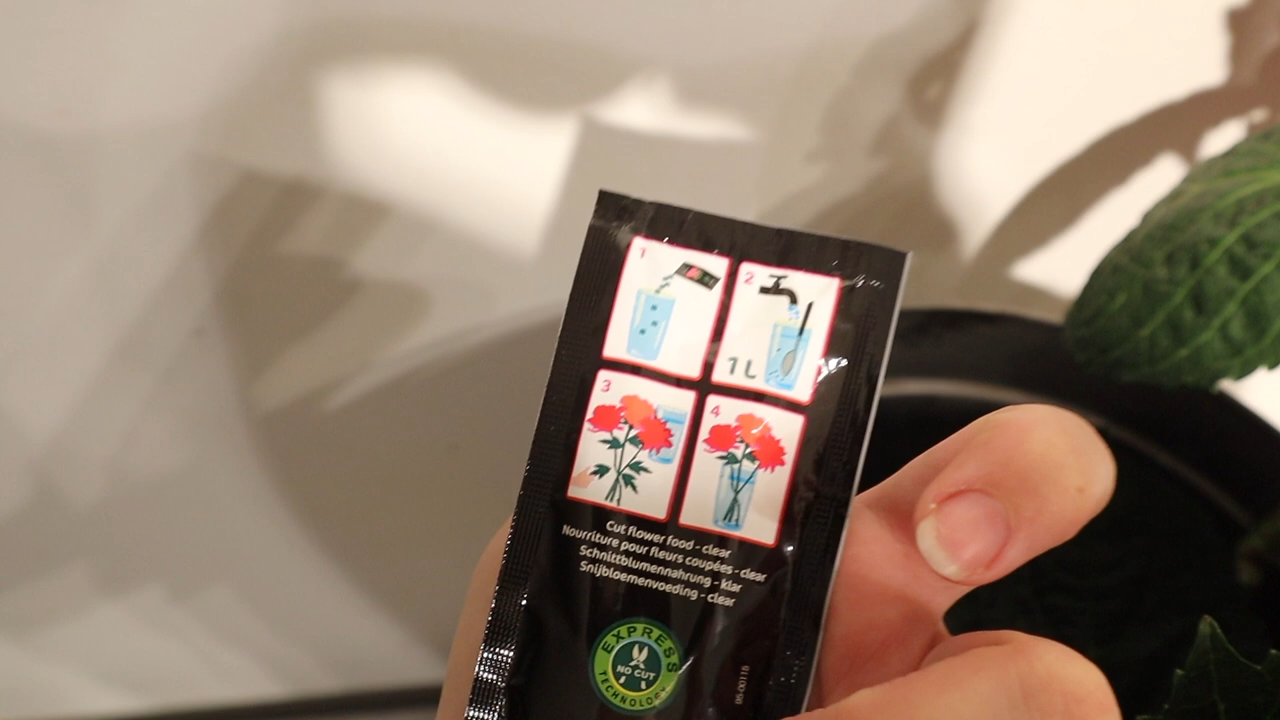 1
2
1L
3
4
Cut flower food - clear
Nourriture pour fleurs coupées - clear
Schnittblumennahrung - klar
Snijbloemenvoeding - clear
EXPRESS
NO CUT
TECHNOLOGY